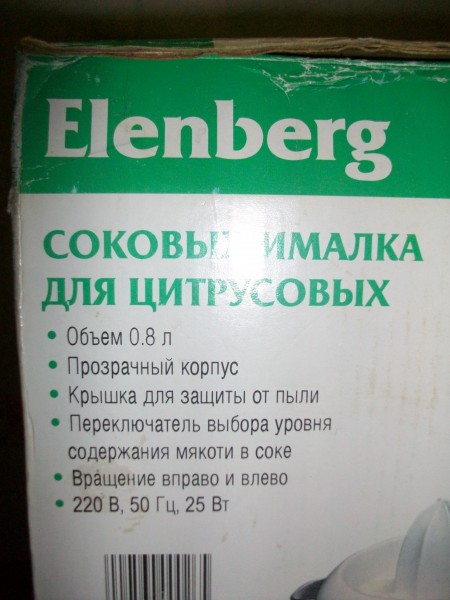 Elenberg
СОКОВЫЖИМАЛКА
ДЛЯ ЦИТРУСОВЫХ
• Объем 0.8 л
• Прозрачный корпус
• Крышка для защиты от пыли
• Переключатель выбора уровня
содержания мякоти в соке
• Вращение вправо и влево
• 220 В, 50 Гц, 25 Вт